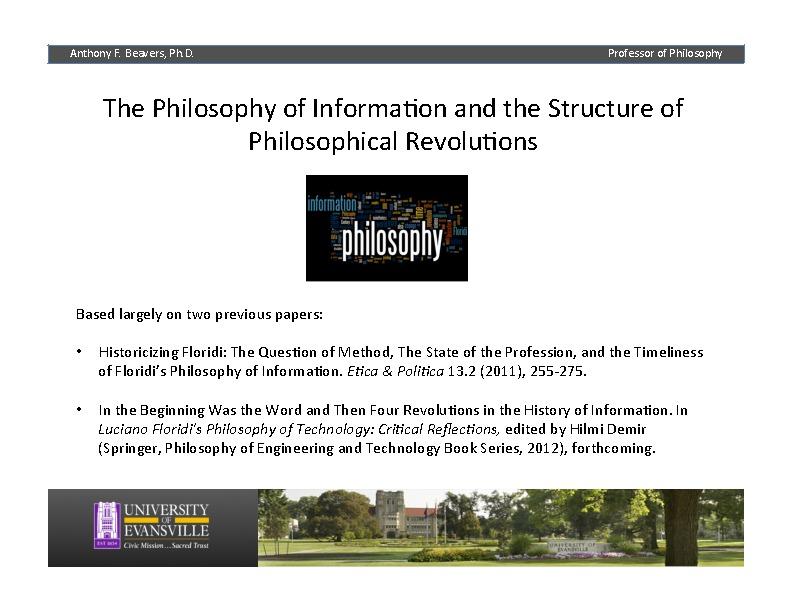 Anthony F. Beavers, Ph.D.
Professor of Philosophy
The Philosophy of Information and the Structure of
Philosophical Revolutions
information
philosophy
Floridi
time
Based largely on two previous papers:
• Historicizing Floridi: The Question of Method, The State of the Profession, and the Timeliness
of Floridi's Philosophy of Information. Etica & Politica 13.2 (2011), 255-275.
• In the Beginning Was the Word and Then Four Revolutions in the History of Information. In
Luciano Floridi's Philosophy of Technology: Critical Reflections, edited by Hilmi Demir
(Springer, Philosophy of Engineering and Technology Book Series, 2012), forthcoming.
UNIVERSITY
OF
EVANSVILLE
EST 1854
Civic Mission...Sacred Trust
UNIVERSITY OF
EVANSVILLE